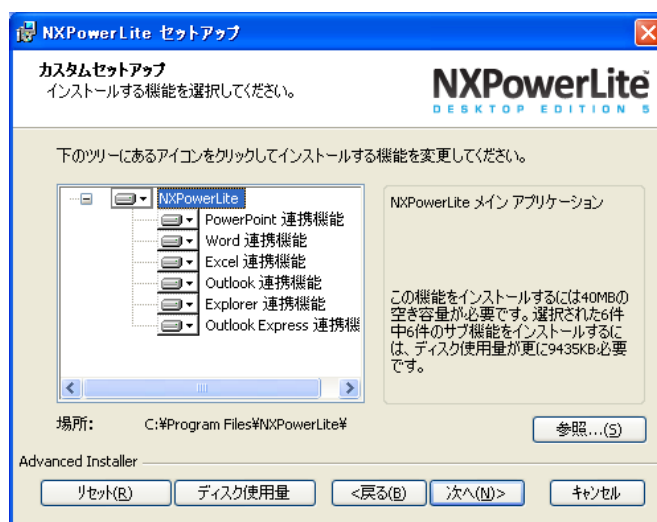 NXPowerLite セットアップ
カスタムセットアップ
インストールする機能を選択してください。
NXPowerLite
DESKTOP EDITION 5
下のツリーにあるアイコンをクリックしてインストールする機能を変更してください。
NXPowerLite
PowerPoint 連携機能
Word 連携機能
Excel 連携機能
Outlook 連携機能
Explorer 連携機能
Outlook Express 連携機
NXPowerLite メイン アプリケーション
この機能をインストールするには40MBの
空き容量が必要です。選択された6件
中6件のサブ機能をインストールするに
は、ディスク使用量が更に9435KB必要
です。
場所: C:¥Program Files¥NXPowerLite¥
参照...(S)
Advanced Installer
リセット(R)
ディスク使用量
<戻る(B)
次へ(N)>
キャンセル